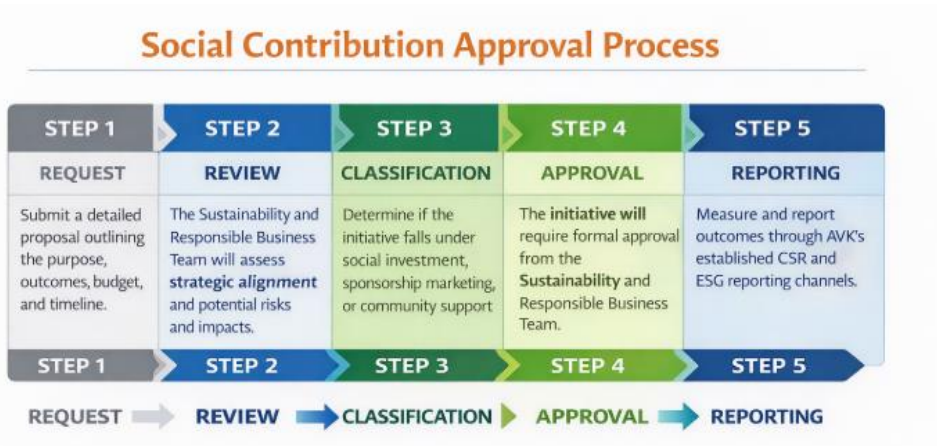 Social Contribution Approval Process
STEP 1
STEP 2
STEP 3
STEP 4
STEP 5
REQUEST
REVIEW
CLASSIFICATION
APPROVAL
REPORTING
Submit a detailed
proposal outlining
the purpose,
outcomes, budget,
and timeline.
The Sustainability and
Responsible Business
Team will assess
strategic alignment
and potential risks
and impacts.
Determine if the
initiative falls under
social investment,
sponsorship marketing,
or community support
The initiative will
require formal approval
from the
Sustainability and
Responsible Business
Team.
Measure and report
outcomes through AVK's
established CSR and
ESG reporting channels.
STEP 1
STEP 2
STEP 3
STEP 4
STEP 5
REQUEST
REVIEW
CLASSIFICATION
APPROVAL
REPORTING